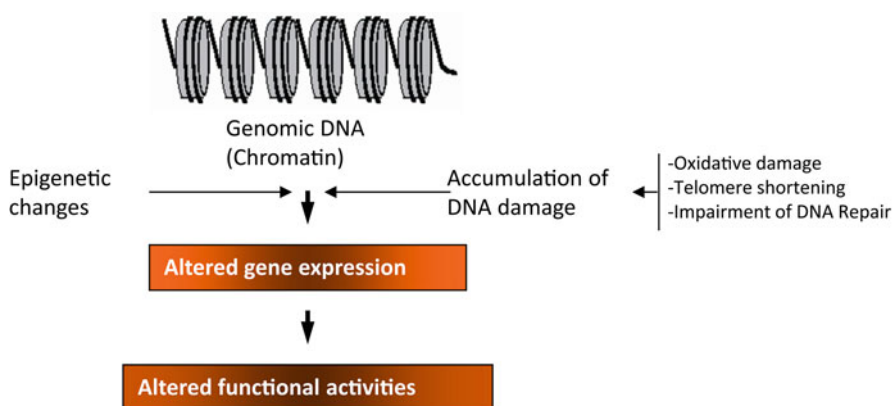 Genomic DNA
(Chromatin)
Epigenetic
changes
Accumulation of
DNA damage
-Oxidative damage
-Telomere shortening
-Impairment of DNA Repair
Altered gene expression
Altered functional activities